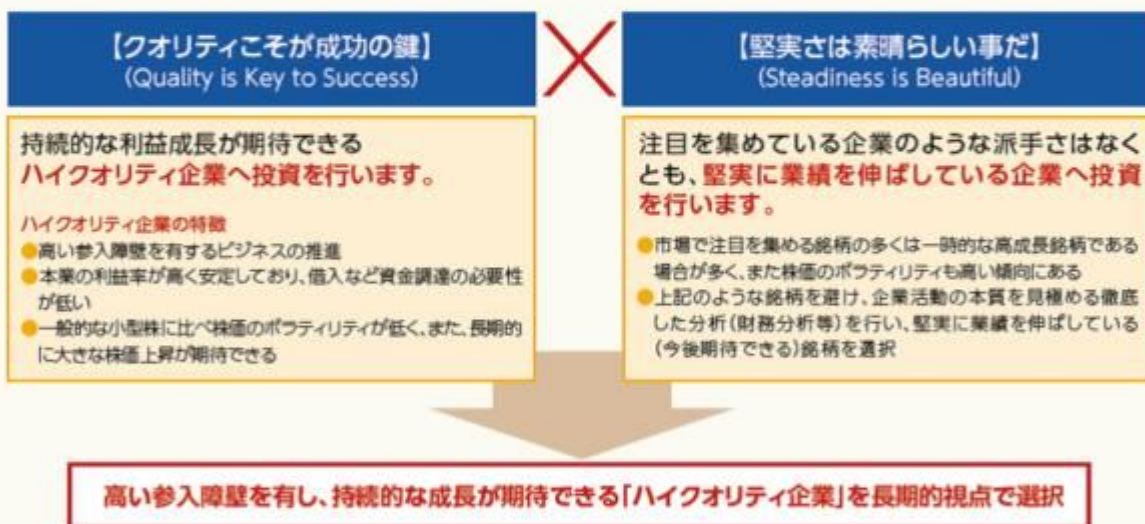 【クオリティこそが成功の鍵】
(Quality is Key to Success)
持続的な利益成長が期待できる
ハイクオリティ企業へ投資を行います。
ハイクオリティ企業の特徴
●高い参入障壁を有するビジネスの推進
●本業の利益率が高く安定しており、借入など資金調達の必要性
が低い
●一般的な小型株に比べ株価のボラティリティが低く、また、長期的
に大きな株価上昇が期待できる
【堅実さは素晴らしい事だ】
(Steadiness is Beautiful)
注目を集めている企業のような派手さはなく
とも、堅実に業績を伸ばしている企業へ投資
を行います。
●市場で注目を集める銘柄の多くは一時的な高成長銘柄である
場合が多く、また株価のボラティリティも高い傾向にある
●上記のような銘柄を避け、企業活動の本質を見極める徹底
した分析(財務分析等)を行い、堅実に業績を伸ばしている
(今後期待できる)銘柄を選択
高い参入障壁を有し、持続的な成長が期待できる「ハイクオリティ企業」を長期的視点で選択